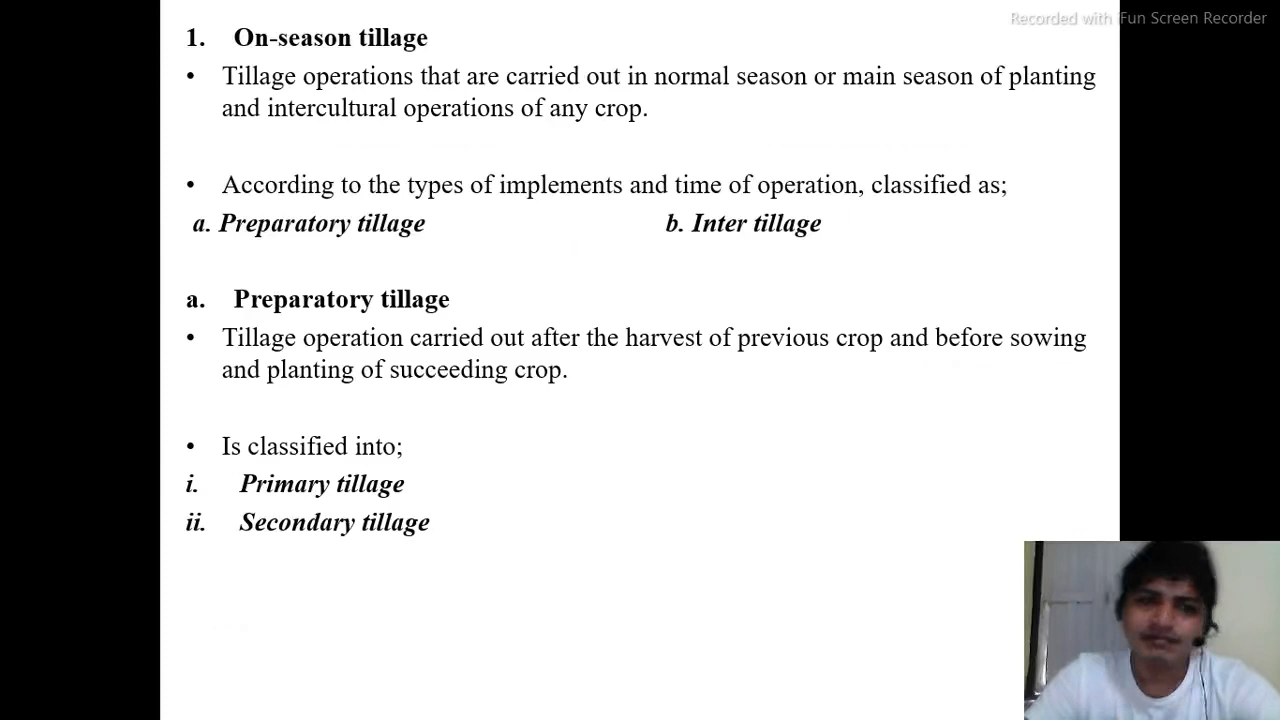 Recorded with iFun Screen Recorder
1. On-season tillage
• Tillage operations that are carried out in normal season or main season of planting
and intercultural operations of any crop.
• According to the types of implements and time of operation, classified as;
a. Preparatory tillage b. Inter tillage
a. Preparatory tillage
• Tillage operation carried out after the harvest of previous crop and before sowing
and planting of succeeding crop.
• Is classified into;
i. Primary tillage
ii. Secondary tillage